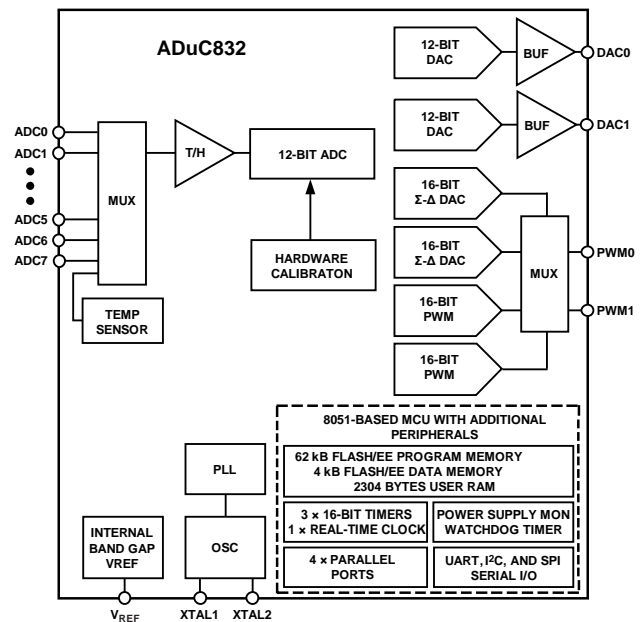 ADuC832
12-BIT
DAC
BUF
DAC0
12-BIT
DAC
BUF
DAC1
ADC0
ADC1
ADC5
ADC6
ADC7
MUX
T/H
12-BIT ADC
HARDWARE
CALIBRATON
TEMP
SENSOR
16-BIT
Σ-Δ DAC
16-BIT
Σ-Δ DAC
16-BIT
PWM
16-BIT
PWM
MUX
PWM0
PWM1
8051-BASED MCU WITH ADDITIONAL
PERIPHERALS
62 kB FLASH/EE PROGRAM MEMORY
4 kB FLASH/EE DATA MEMORY
2304 BYTES USER RAM
3 × 16-BIT TIMERS
1 × REAL-TIME CLOCK
POWER SUPPLY MON
WATCHDOG TIMER
4 × PARALLEL
PORTS
UART, I²C, AND SPI
SERIAL I/O
PLL
OSC
INTERNAL
BAND GAP
VREF
VREF
XTAL1
XTAL2